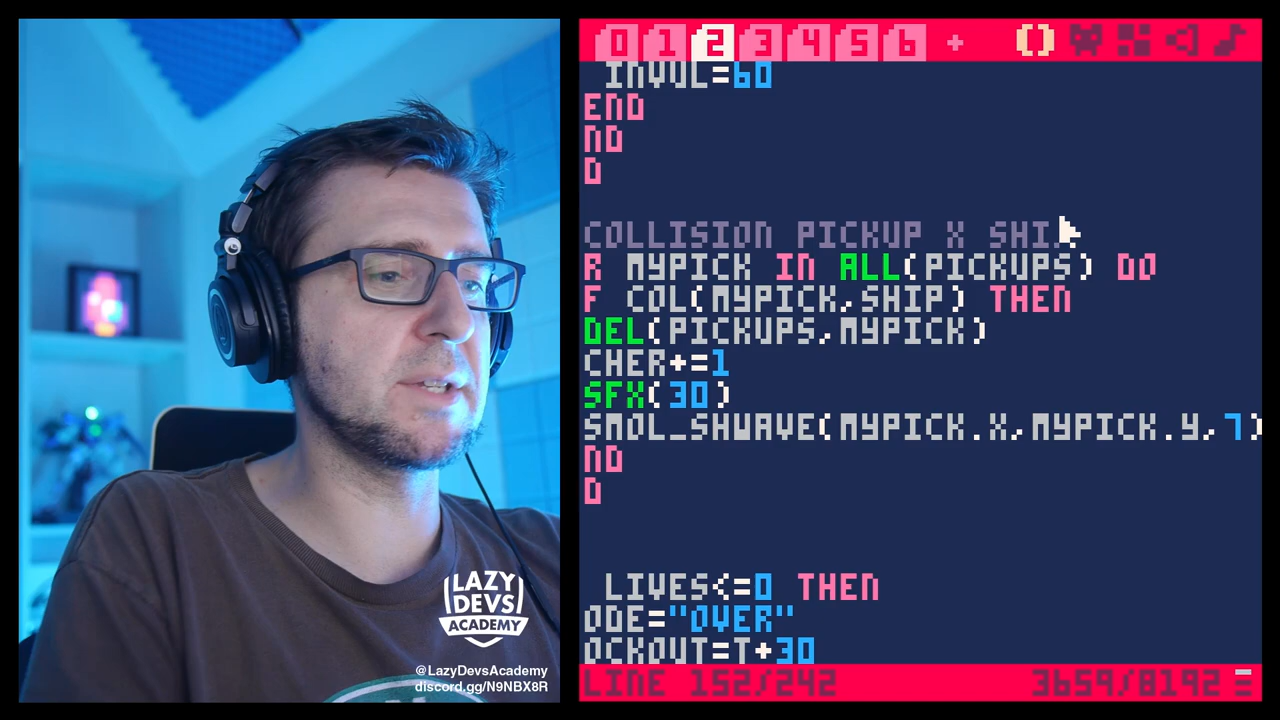 0 1 2 3 4 5 6 +
INVUL=60
END
ND
D
COLLISION PICKUP X SHI
R MYPICK IN ALL(PICKUPS) DO
F COL(MYPICK,SHIP) THEN
DEL(PICKUPS,MYPICK)
CHER+=1
SFX(30)
SMOL_SHWAVE(MYPICK.X,MYPICK.Y,7)
ND
D
LIVES<=0 THEN
ODE="OVER"
OCKOUT=T+30
LINE 152/242 3659/8192
LAZY
DEVS
ACADEMY
@LazyDevsAcademy
discord.gg/N9NBX8R